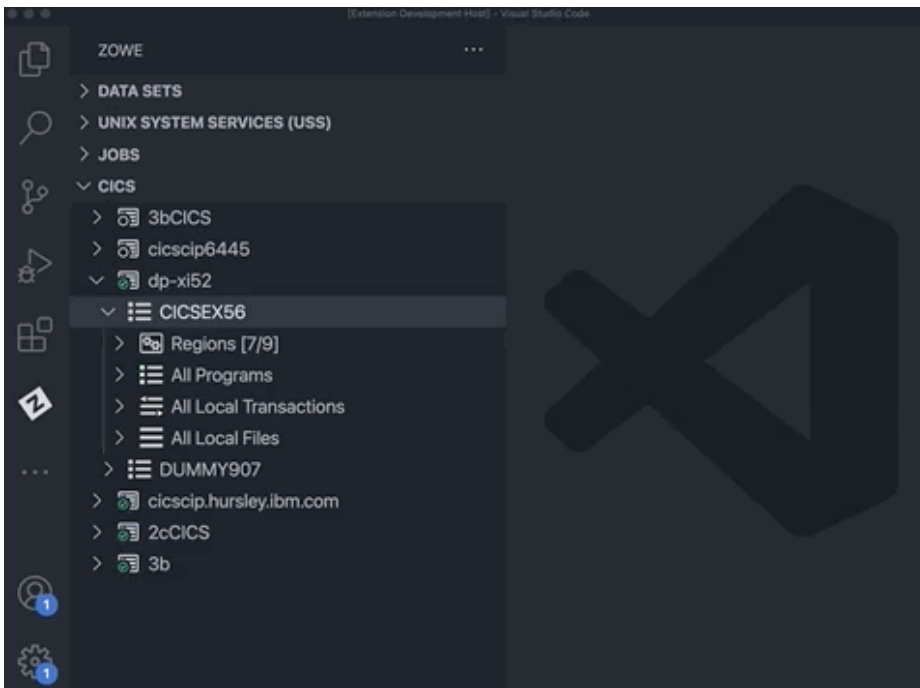 [Extension Development Host] - Visual Studio Code
ZOWE
DATA SETS
UNIX SYSTEM SERVICES (USS)
JOBS
CICS
3bCICS
cicscip6445
dp-xi52
CICSEX56
Regions [7/9]
All Programs
All Local Transactions
All Local Files
DUMMY907
cicscip.hursley.ibm.com
2cCICS
3b
1
1